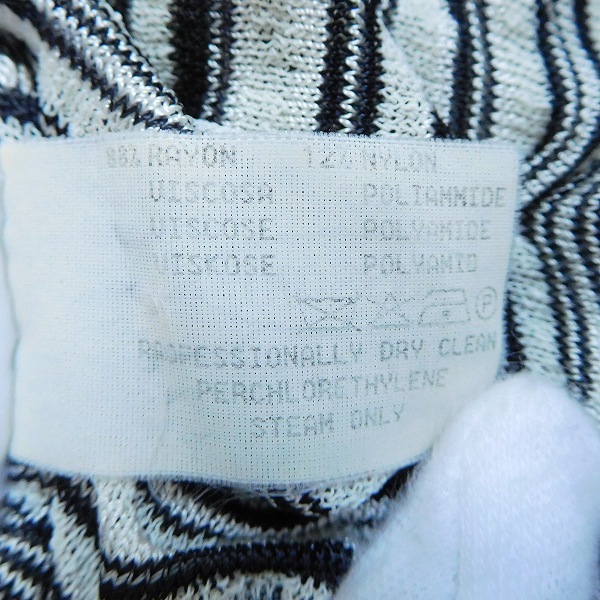 88% RAYON 12% NYLON
VISCOSA POLIAMMIDE
VISCOSE POLYAMIDE
VISKOSE POLYAMID
P
PROFESSIONALLY DRY CLEAN
PERCHLORETHYLENE
STEAM ONLY